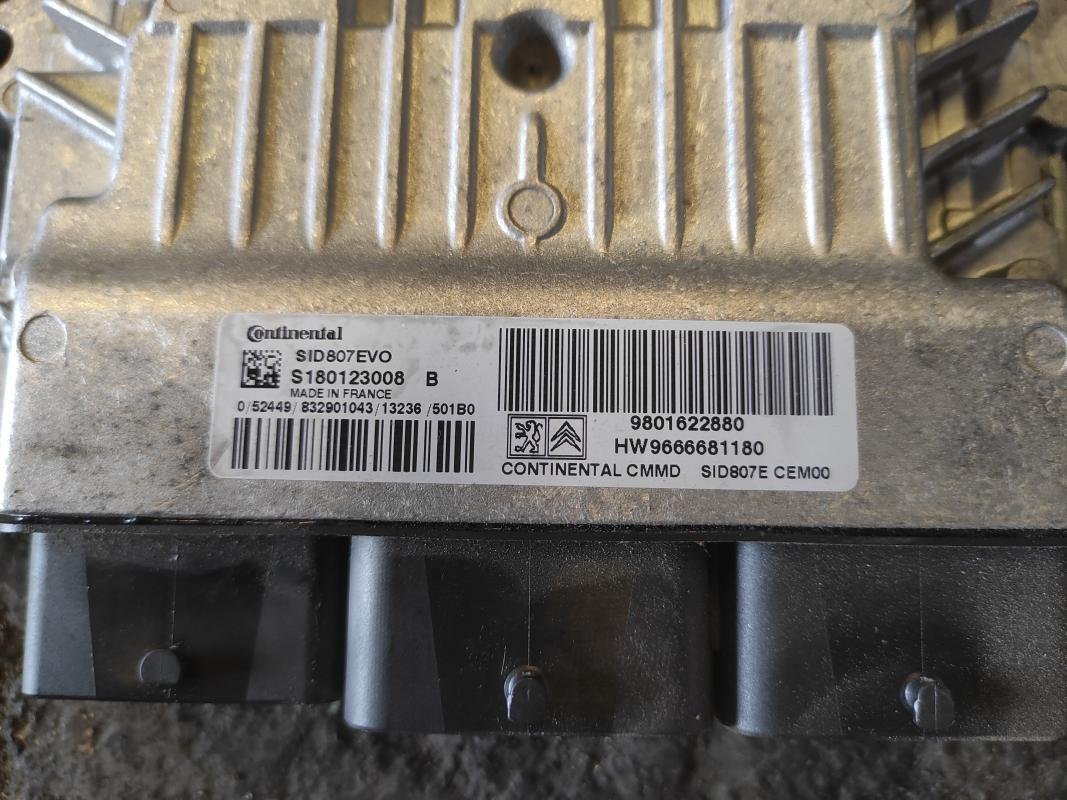 Continental
SID807EVO
S180123008 B
MADE IN FRANCE
0/52449/832901043/13236/501B0
9801622880
HW9666681180
CONTINENTAL CMMD SID807E CEM00